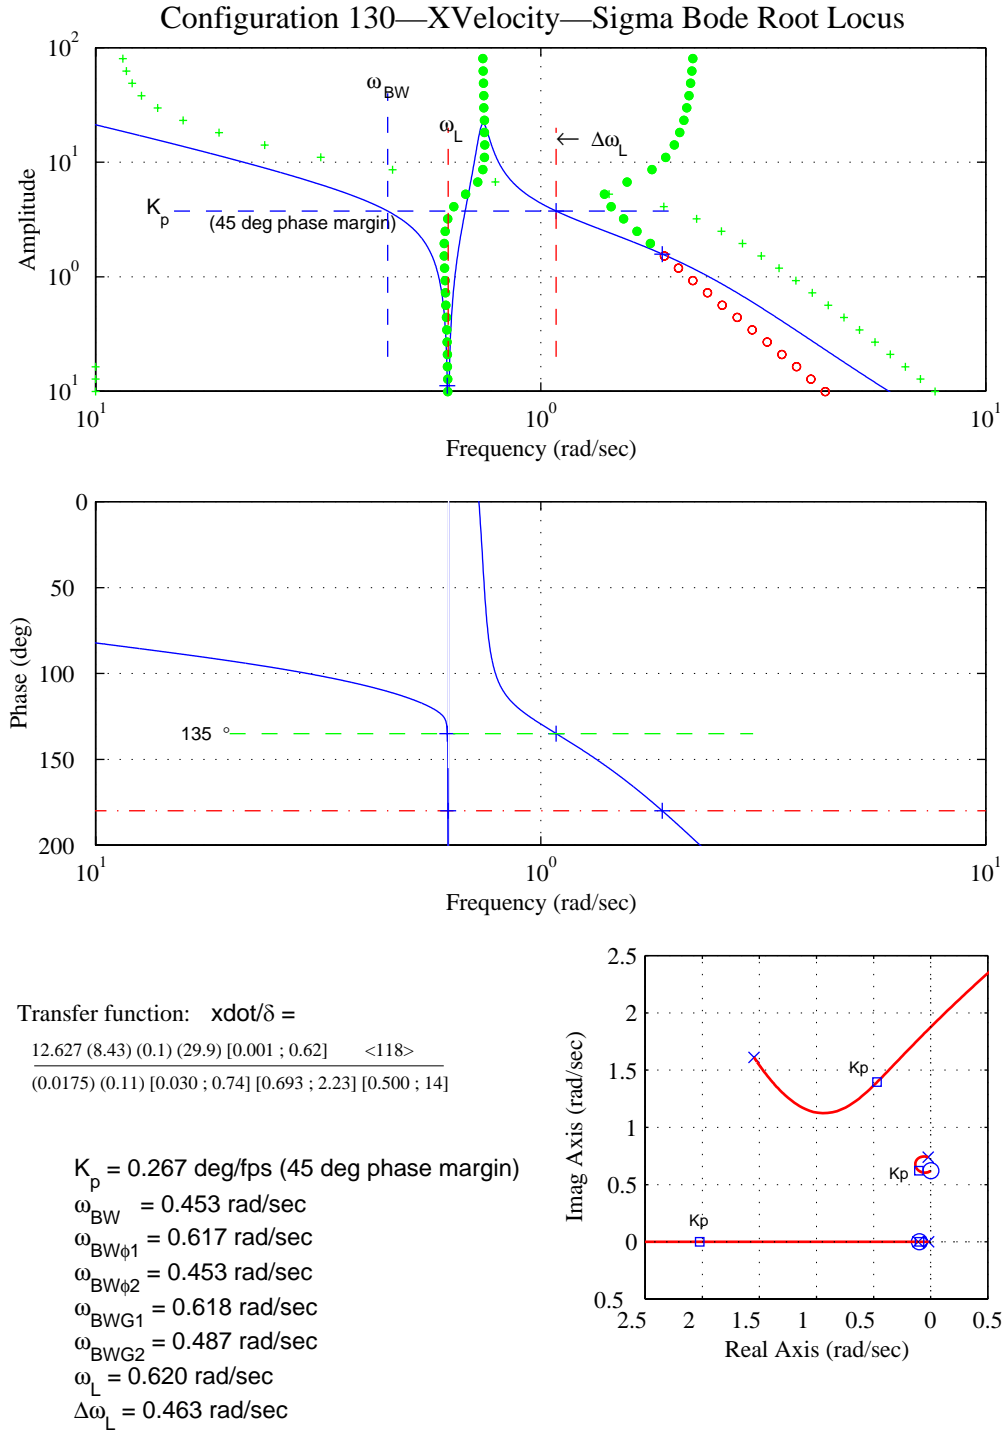 Configuration 130—XVelocity—Sigma Bode Root Locus
10²
10¹
10⁰
10¹
Amplitude
ω_BW
ω_L
← Δω_L
K_p
(45 deg phase margin)
10¹
10⁰
10¹
Frequency (rad/sec)
0
50
100
150
200
Phase (deg)
135 °
10¹
10⁰
10¹
Frequency (rad/sec)
Transfer function: xdot/δ =
12.627 (8.43) (0.1) (29.9) [0.001 ; 0.62] <118>
(0.0175) (0.11) [0.030 ; 0.74] [0.693 ; 2.23] [0.500 ; 14]
K_p = 0.267 deg/fps (45 deg phase margin)
ω_BW = 0.453 rad/sec
ω_BWϕ1 = 0.617 rad/sec
ω_BWϕ2 = 0.453 rad/sec
ω_BWG1 = 0.618 rad/sec
ω_BWG2 = 0.487 rad/sec
ω_L = 0.620 rad/sec
Δω_L = 0.463 rad/sec
2.5
2
1.5
1
0.5
0
0.5
Imag Axis (rad/sec)
Kp
Kp
Kp
2.5 2 1.5 1 0.5 0 0.5
Real Axis (rad/sec)